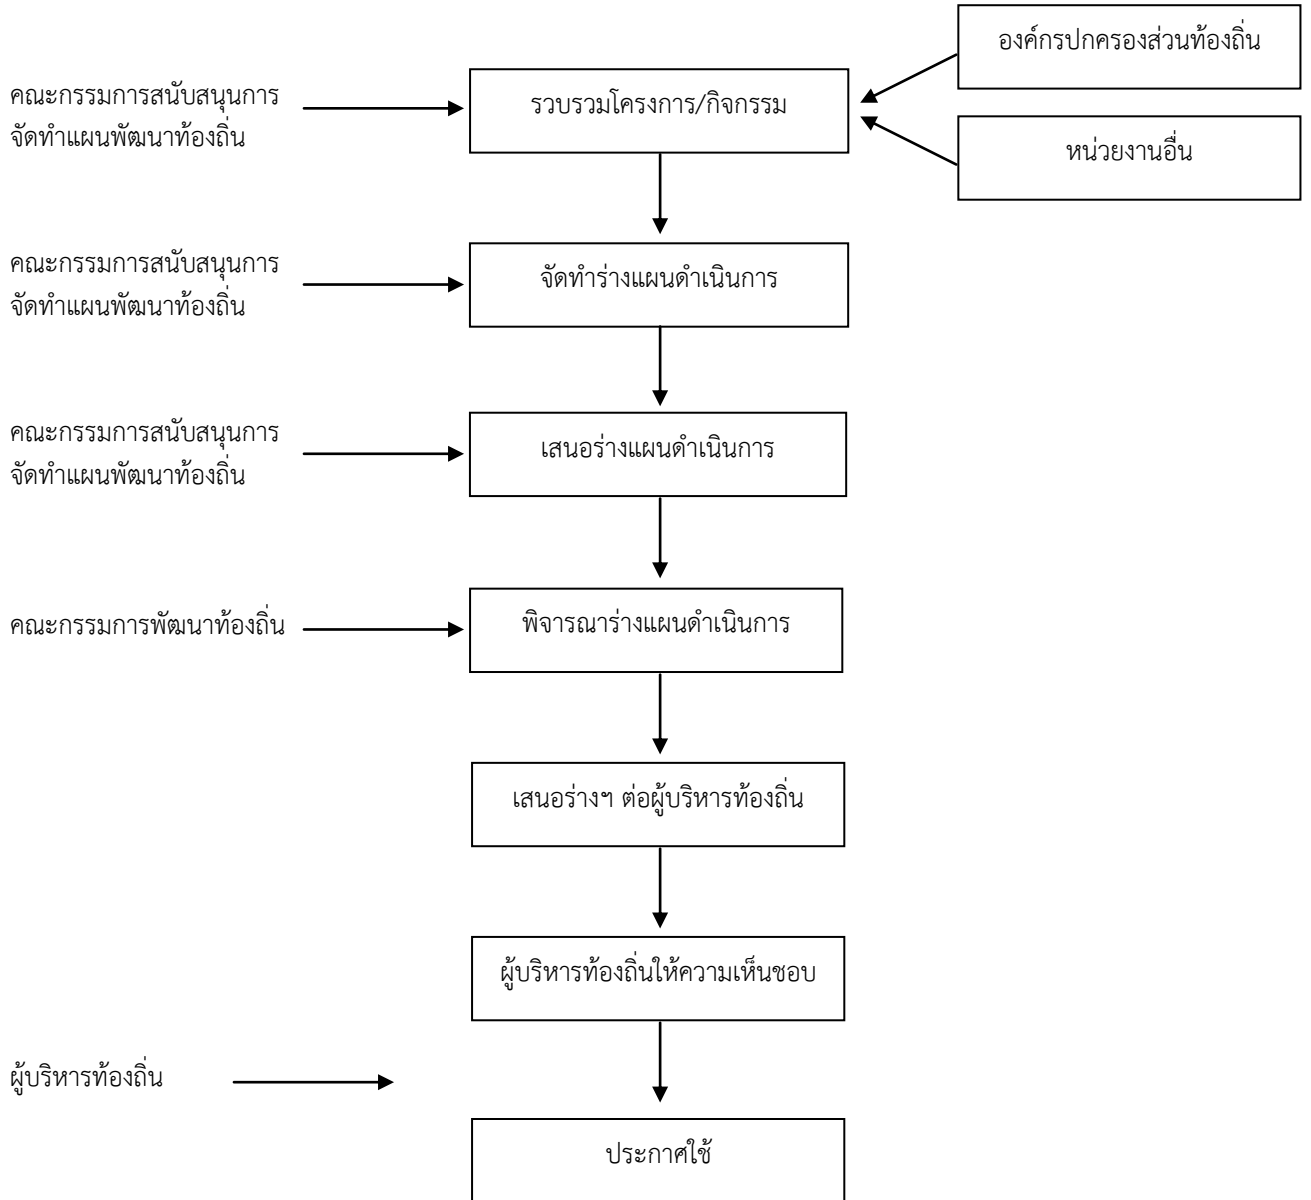 องค์กรปกครองส่วนท้องถิ่น
คณะกรรมการสนับสนุนการ
จัดทำแผนพัฒนาท้องถิ่น
รวบรวมโครงการ/กิจกรรม
หน่วยงานอื่น
คณะกรรมการสนับสนุนการ
จัดทำแผนพัฒนาท้องถิ่น
จัดทำร่างแผนดำเนินการ
คณะกรรมการสนับสนุนการ
จัดทำแผนพัฒนาท้องถิ่น
เสนอร่างแผนดำเนินการ
คณะกรรมการพัฒนาท้องถิ่น
พิจารณาร่างแผนดำเนินการ
เสนอร่างฯ ต่อผู้บริหารท้องถิ่น
ผู้บริหารท้องถิ่นให้ความเห็นชอบ
ผู้บริหารท้องถิ่น
ประกาศใช้